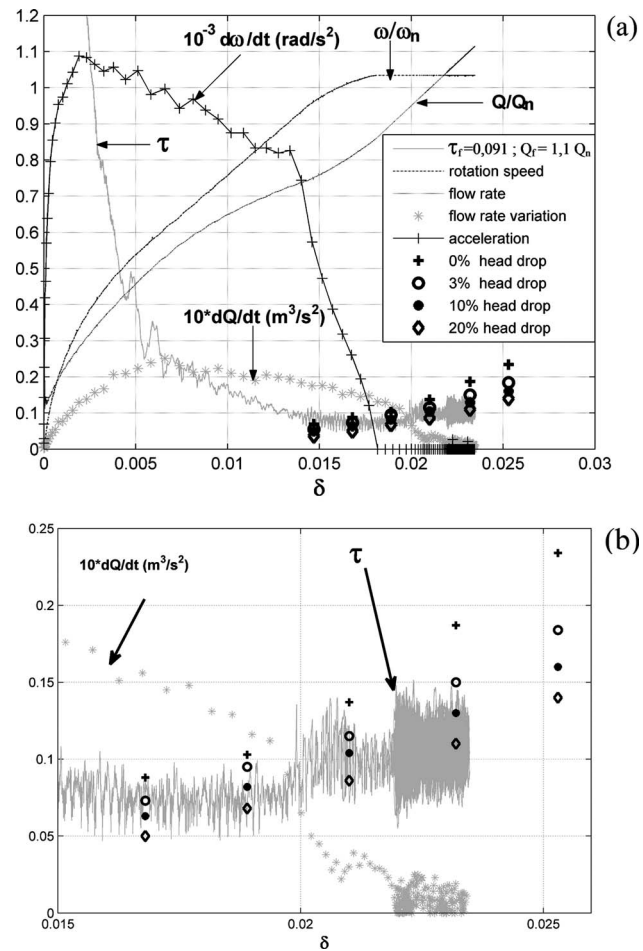 (a)
10⁻³ dω/dt (rad/s²)
ω/ωₙ
Q/Qₙ
τ
10*dQ/dt (m³/s²)
τ_f=0,091 ; Q_f= 1,1 Qₙ
rotation speed
flow rate
flow rate variation
acceleration
0% head drop
3% head drop
10% head drop
20% head drop
1.2
1.1
1
0.9
0.8
0.7
0.6
0.5
0.4
0.3
0.2
0.1
0
0 0.005 0.01 0.015 0.02 0.025 0.03
δ
(b)
10*dQ/dt (m³/s²)
τ
0.25
0.2
0.15
0.1
0.05
0
0.015 0.02 0.025
δ